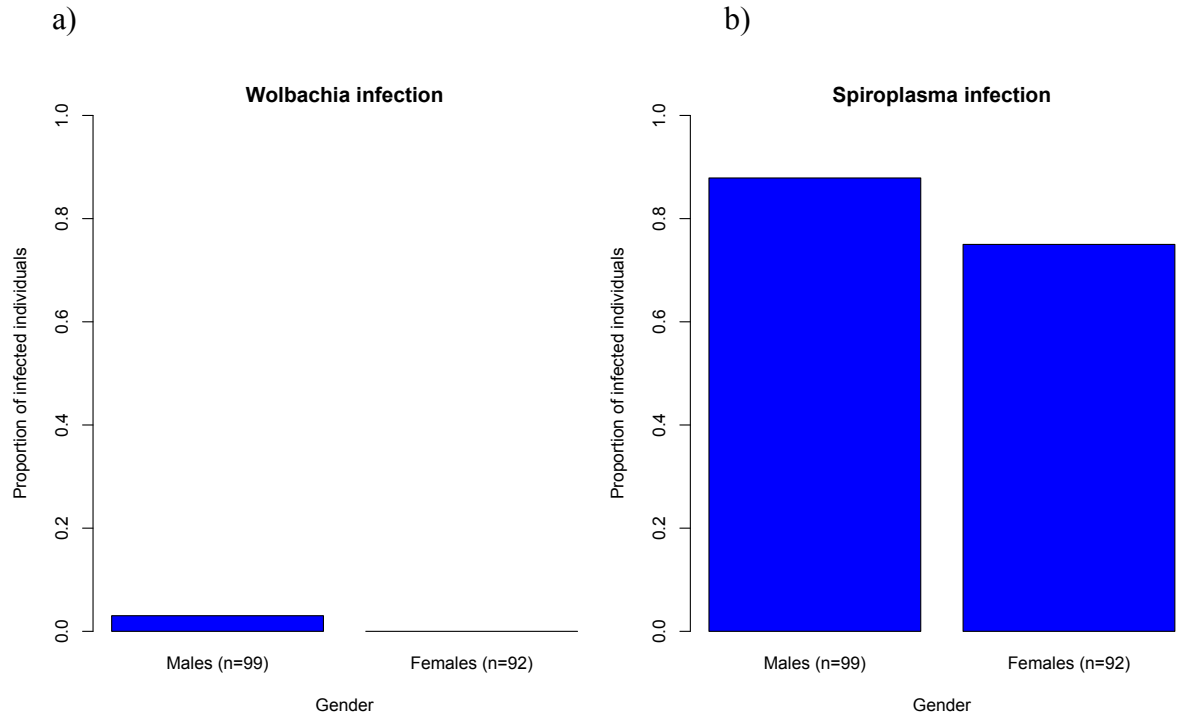 a)
Wolbachia infection
Proportion of infected individuals
1.0
0.8
0.6
0.4
0.2
0.0
Males (n=99)
Females (n=92)
Gender
b)
Spiroplasma infection
Proportion of infected individuals
1.0
0.8
0.6
0.4
0.2
0.0
Males (n=99)
Females (n=92)
Gender